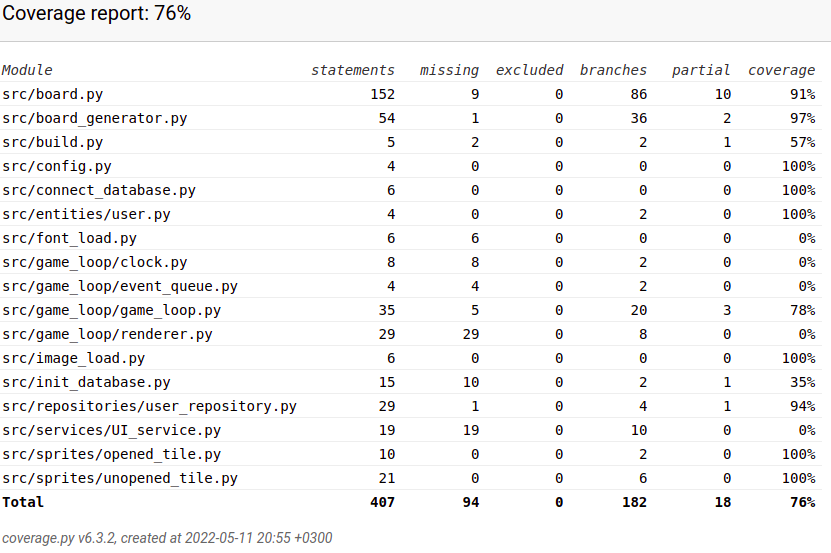 Coverage report: 76%
Module statements missing excluded branches partial coverage
src/board.py 152 9 0 86 10 91%
src/board_generator.py 54 1 0 36 2 97%
src/build.py 5 2 0 2 1 57%
src/config.py 4 0 0 0 0 100%
src/connect_database.py 6 0 0 0 0 100%
src/entities/user.py 4 0 0 2 0 100%
src/font_load.py 6 6 0 0 0 0%
src/game_loop/clock.py 8 8 0 2 0 0%
src/game_loop/event_queue.py 4 4 0 2 0 0%
src/game_loop/game_loop.py 35 5 0 20 3 78%
src/game_loop/renderer.py 29 29 0 8 0 0%
src/image_load.py 6 0 0 0 0 100%
src/init_database.py 15 10 0 2 1 35%
src/repositories/user_repository.py 29 1 0 4 1 94%
src/services/UI_service.py 19 19 0 10 0 0%
src/sprites/opened_tile.py 10 0 0 2 0 100%
src/sprites/unopened_tile.py 21 0 0 6 0 100%
Total 407 94 0 182 18 76%
coverage.py v6.3.2, created at 2022-05-11 20:55 +0300